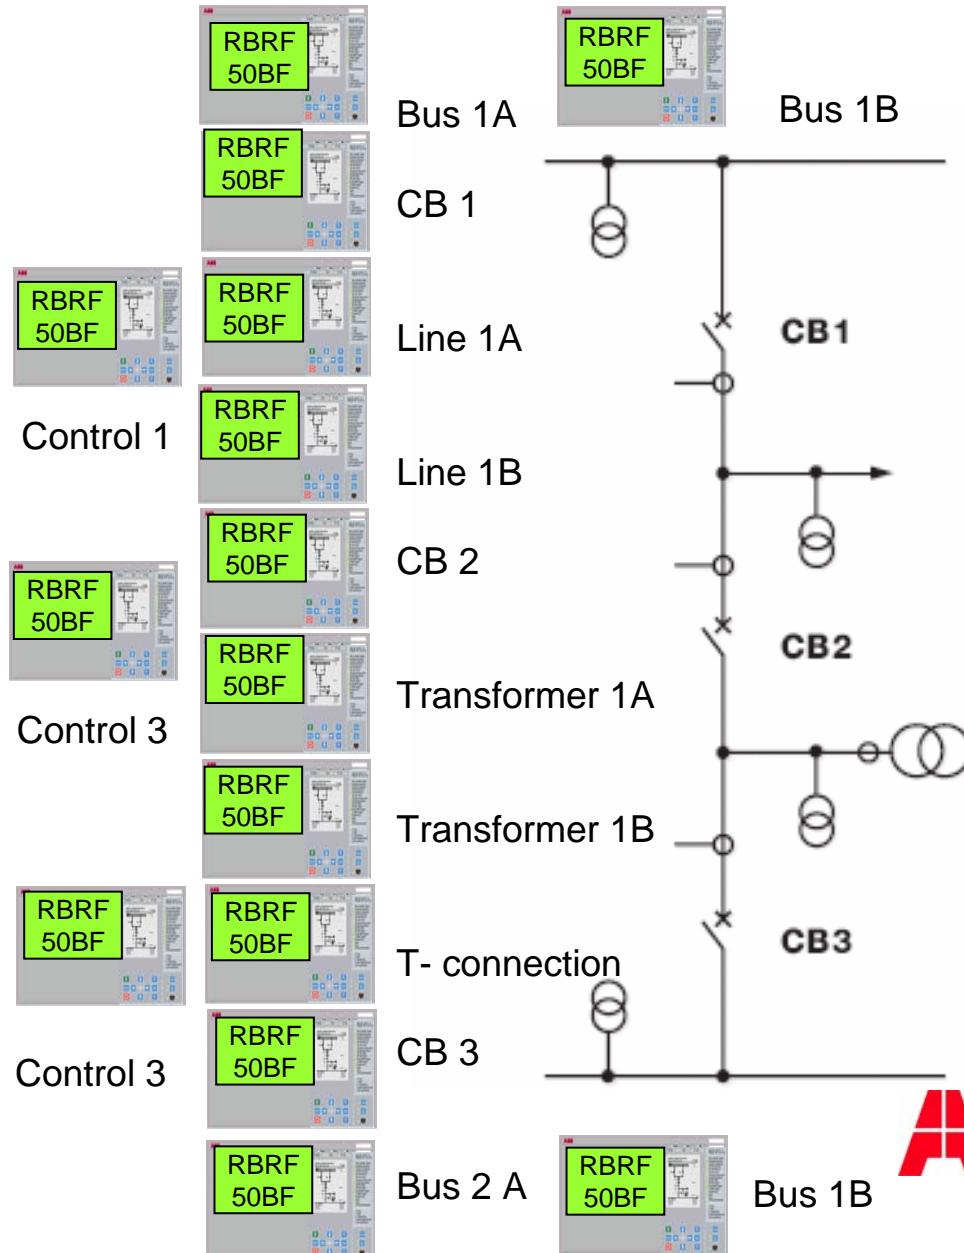 RBRF
50BF
Bus 1A
RBRF
50BF
Bus 1B
RBRF
50BF
CB 1
RBRF
50BF
Control 1
RBRF
50BF
Line 1A
CB1
RBRF
50BF
Line 1B
RBRF
50BF
CB 2
RBRF
50BF
Control 3
RBRF
50BF
Transformer 1A
CB2
RBRF
50BF
Transformer 1B
RBRF
50BF
Control 3
RBRF
50BF
T- connection
CB3
RBRF
50BF
CB 3
RBRF
50BF
Bus 2 A
RBRF
50BF
Bus 1B